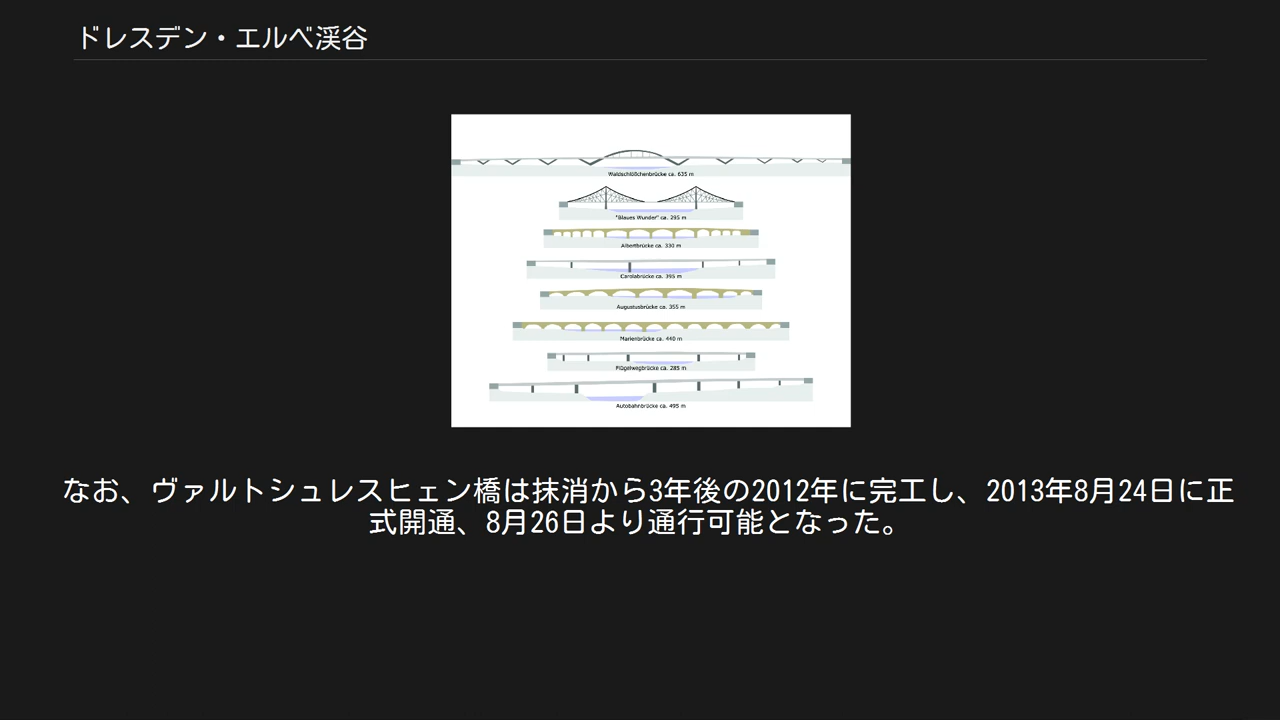 ドレスデン・エルベ渓谷
Waldschlößchenbrücke ca. 635 m
"Blaues Wunder" ca. 295 m
Albertbrücke ca. 330 m
Carolabrücke ca. 395 m
Augustusbrücke ca. 355 m
Marienbrücke ca. 440 m
Flügelwegbrücke ca. 285 m
Autobahnbrücke ca. 495 m
なお、ヴァルトシュレスヒェン橋は抹消から3年後の2012年に完工し、2013年8月24日に正
式開通、8月26日より通行可能となった。